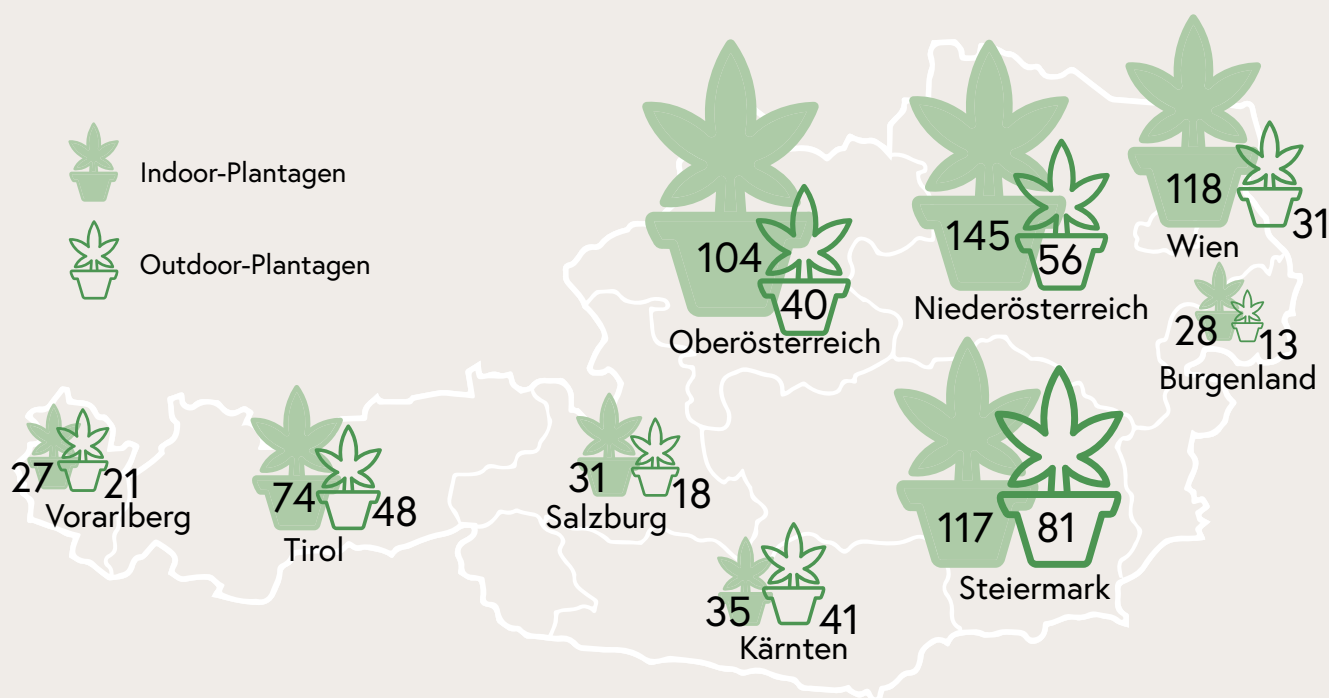 Indoor-Plantagen
Outdoor-Plantagen
104
40
Oberösterreich
145
56
Niederösterreich
118
31
Wien
28
13
Burgenland
27
21
Vorarlberg
74
48
Tirol
31
18
Salzburg
117
81
Steiermark
35
41
Kärnten